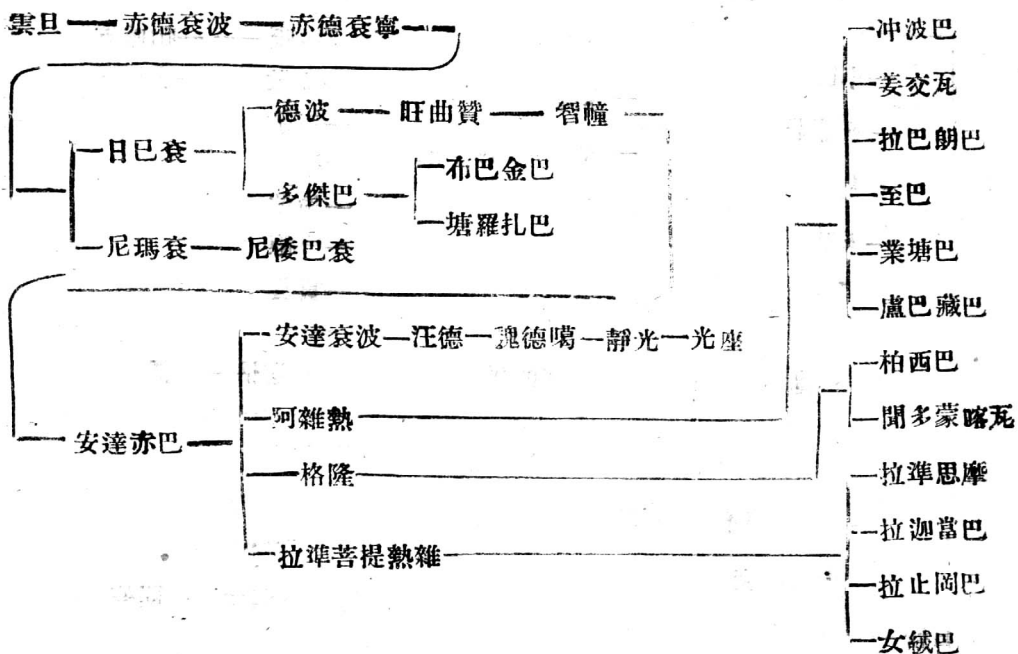 雲旦 赤德袞波 赤德袞寧
日巴袞
德波 旺曲贊 智幢
多傑巴
布巴金巴
塘羅扎巴
尼瑪袞 尼倭巴袞
安達赤巴
安達袞波 汪德 瑰德噶 靜光 光座
阿雜熱
格隆
拉準菩提熱雜
冲波巴
姜交瓦
拉巴朗巴
至巴
業塘巴
盧巴藏巴
柏西巴
聞多蒙喀瓦
拉準思摩
拉迦當巴
拉止岡巴
女絨巴